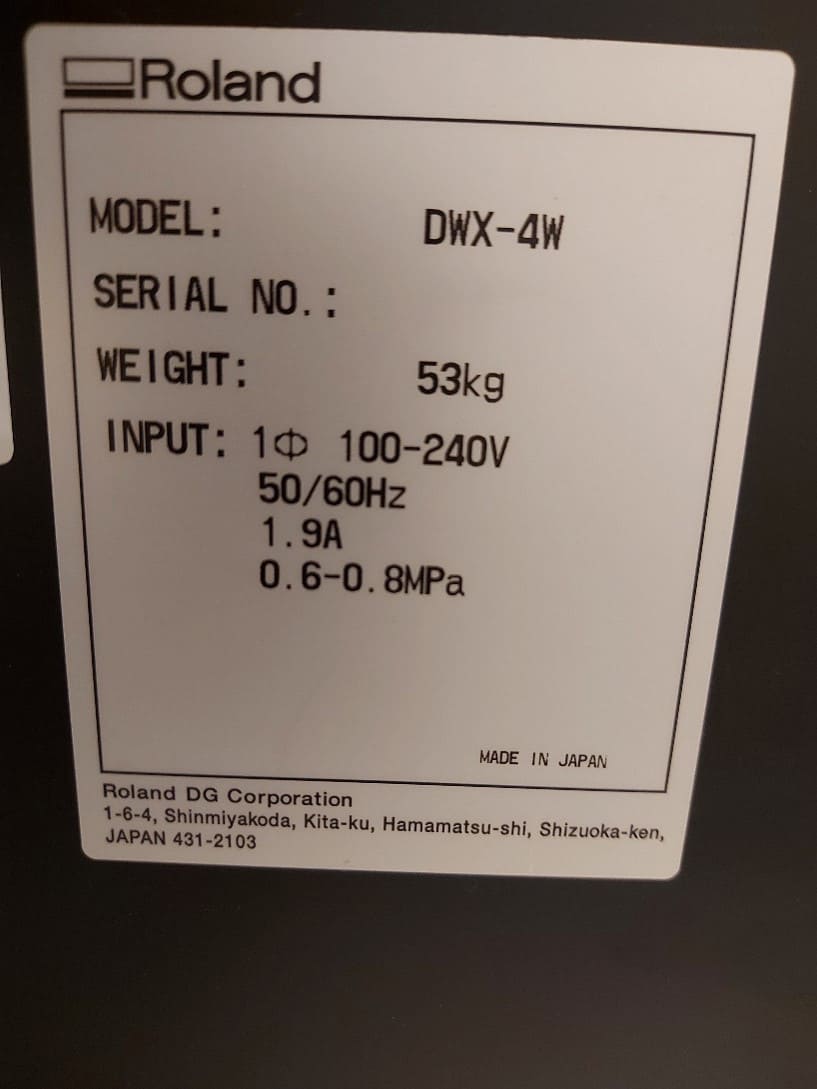 Roland
MODEL: DWX-4W
SERIAL NO.:
WEIGHT: 53kg
INPUT: 1Φ 100-240V
50/60Hz
1.9A
0.6-0.8MPa
MADE IN JAPAN
Roland DG Corporation
1-6-4, Shinmiyakoda, Kita-ku, Hamamatsu-shi, Shizuoka-ken,
JAPAN 431-2103